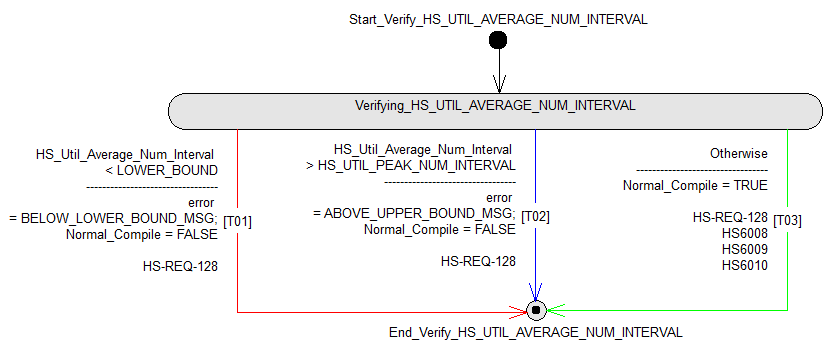 Start_Verify_HS_UTIL_AVERAGE_NUM_INTERVAL
Verifying_HS_UTIL_AVERAGE_NUM_INTERVAL
HS_Util_Average_Num_Interval
< LOWER_BOUND
---------------------------------
error
= BELOW_LOWER_BOUND_MSG;
Normal_Compile = FALSE
HS-REQ-128
[T01]
HS_Util_Average_Num_Interval
> HS_UTIL_PEAK_NUM_INTERVAL
---------------------------------
error
= ABOVE_UPPER_BOUND_MSG;
Normal_Compile = FALSE
HS-REQ-128
[T02]
Otherwise
---------------------------------
Normal_Compile = TRUE
HS-REQ-128
HS6008
HS6009
HS6010
[T03]
End_Verify_HS_UTIL_AVERAGE_NUM_INTERVAL